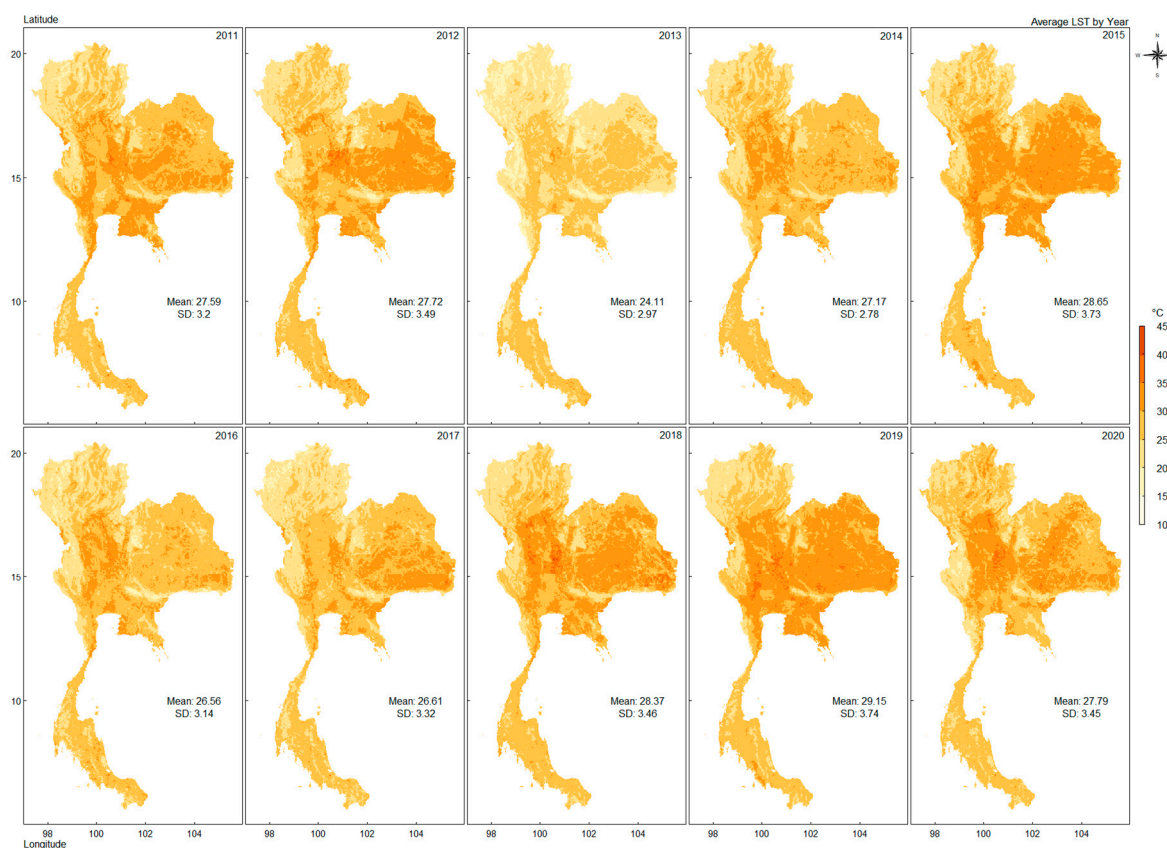 Latitude
Average LST by Year
2011
2012
2013
2014
2015
N
W E
S
20
15
10
Mean: 27.59
SD: 3.2
Mean: 27.72
SD: 3.49
Mean: 24.11
SD: 2.97
Mean: 27.17
SD: 2.78
Mean: 28.65
SD: 3.73
°C
45
40
35
30
25
20
15
10
2016
2017
2018
2019
2020
20
15
10
Mean: 26.56
SD: 3.14
Mean: 26.61
SD: 3.32
Mean: 28.37
SD: 3.46
Mean: 29.15
SD: 3.74
Mean: 27.79
SD: 3.45
98 100 102 104 98 100 102 104 98 100 102 104 98 100 102 104 98 100 102 104
Longitude